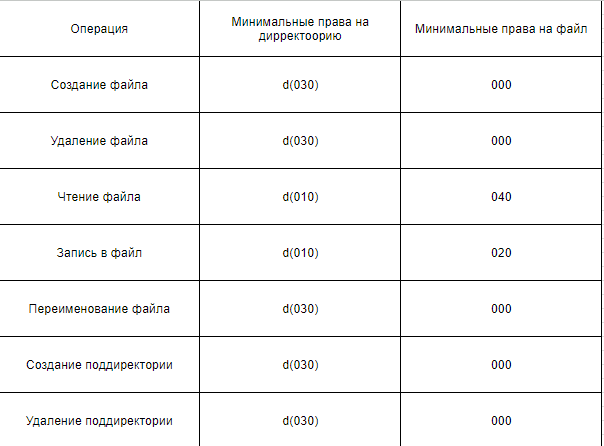 Операция
Минимальные права на
дирректоорию
Минимальные права на файл
Создание файла
d(030)
000
Удаление файла
d(030)
000
Чтение файла
d(010)
040
Запись в файл
d(010)
020
Переименование файла
d(030)
000
Создание поддиректории
d(030)
000
Удаление поддиректории
d(030)
000